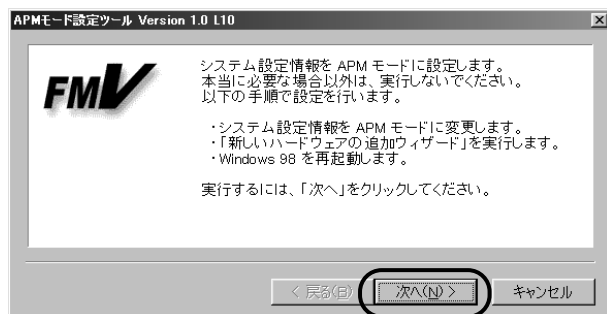 APMモード設定ツール Version 1.0 L10
FMV
システム設定情報を APM モードに設定します。
本当に必要な場合以外は、実行しないでください。
以下の手順で設定を行います。
・システム設定情報を APM モードに変更します。
・「新しいハードウェアの追加ウィザード」を実行します。
・Windows 98 を再起動します。
実行するには、「次へ」をクリックしてください。
< 戻る(B)
次へ(N) >
キャンセル